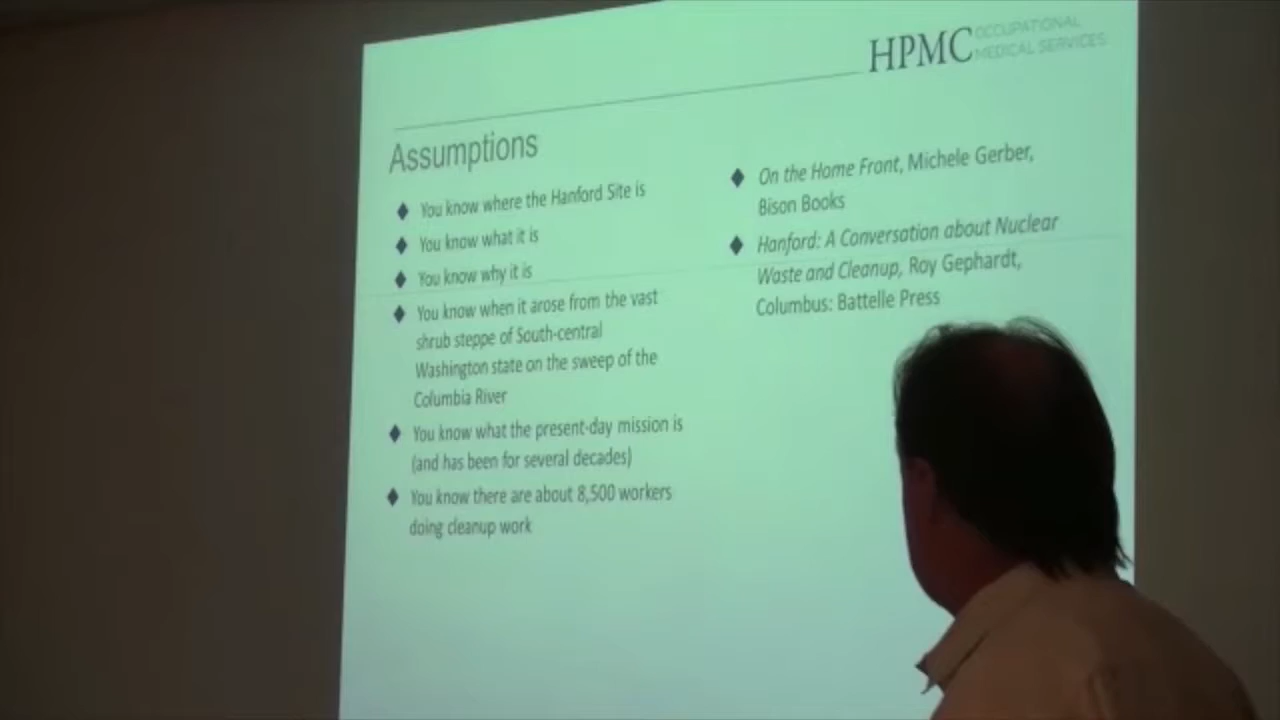 HPMC OCCUPATIONAL
MEDICAL SERVICES
Assumptions
You know where the Hanford Site is
You know what it is
You know why it is
You know when it arose from the vast
shrub steppe of South-central
Washington state on the sweep of the
Columbia River
You know what the present-day mission is
(and has been for several decades)
You know there are about 8,500 workers
doing cleanup work
On the Home Front, Michele Gerber,
Bison Books
Hanford: A Conversation about Nuclear
Waste and Cleanup, Roy Gephardt,
Columbus: Battelle Press